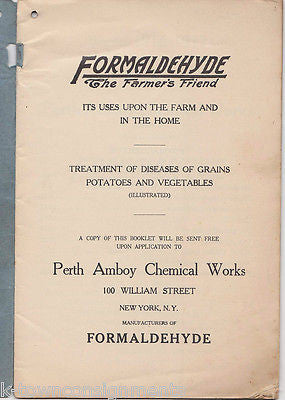 FORMALDEHYDE
The Farmer's Friend
ITS USES UPON THE FARM AND
IN THE HOME
TREATMENT OF DISEASES OF GRAINS
POTATOES AND VEGETABLES
(ILLUSTRATED)
A COPY OF THIS BOOKLET WILL BE SENT FREE
UPON APPLICATION TO
Perth Amboy Chemical Works
100 WILLIAM STREET
NEW YORK, N.Y.
MANUFACTURERS OF
FORMALDEHYDE
k-townconsignments.com